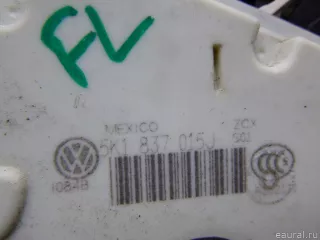 FL
MEXICO
ZCX
5K1 837 015J
eaural.ru